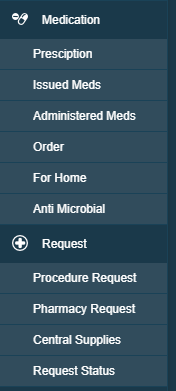 Medication
Presciption
Issued Meds
Administered Meds
Order
For Home
Anti Microbial
Request
Procedure Request
Pharmacy Request
Central Supplies
Request Status